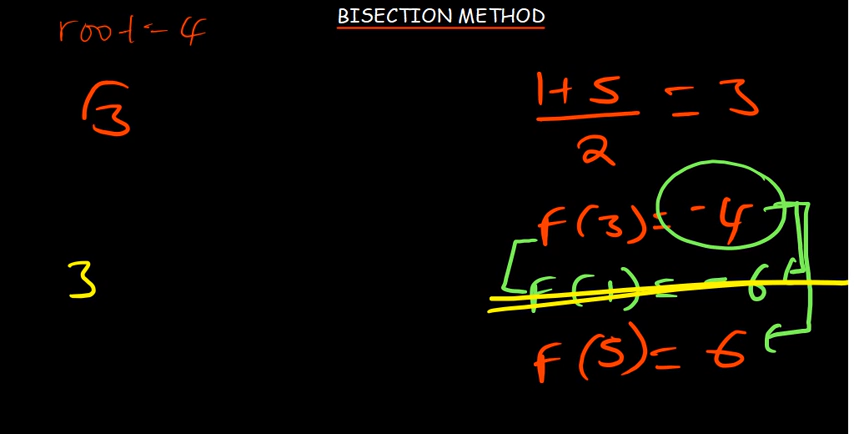 BISECTION METHOD
root = 4
3
1 + 5 = 3
2
f(3) = -4
f(1) = -6
3
f(5) = 6